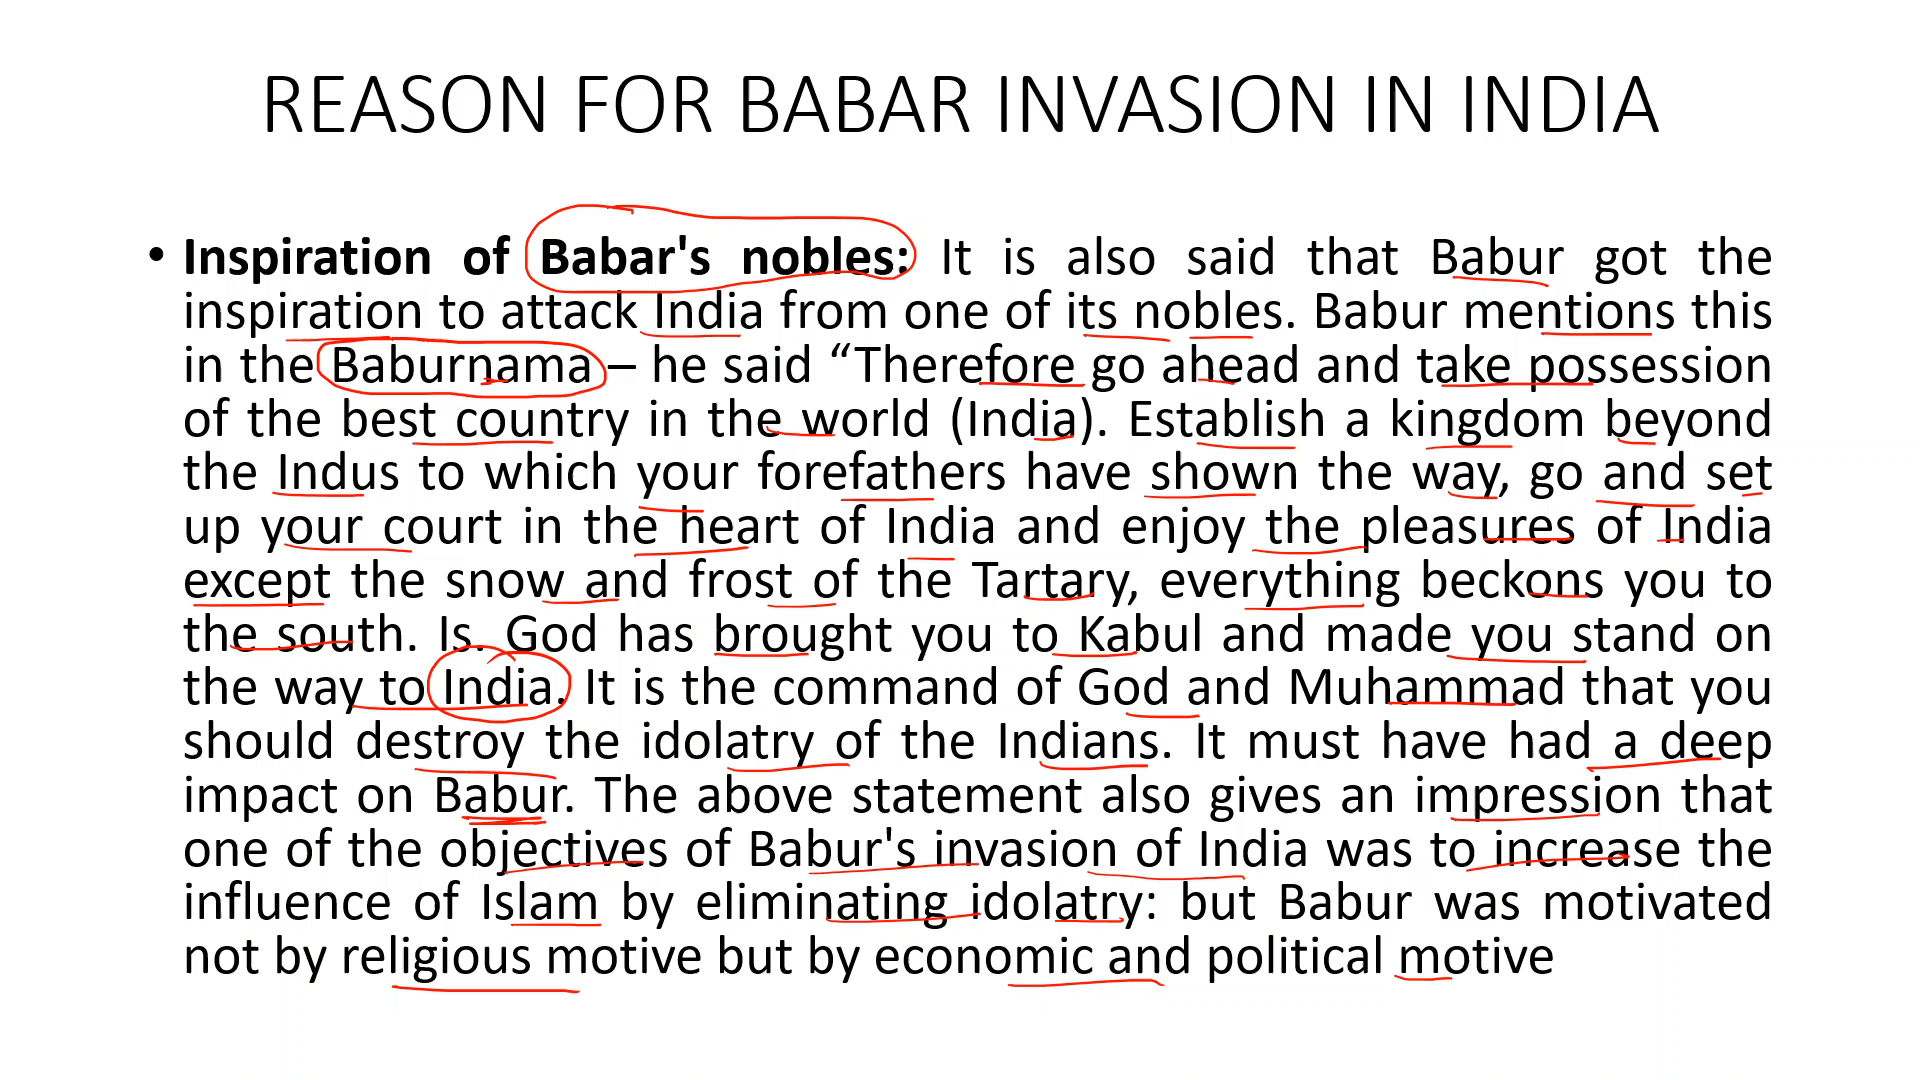 REASON FOR BABAR INVASION IN INDIA
• Inspiration of Babar's nobles: It is also said that Babur got the
inspiration to attack India from one of its nobles. Babur mentions this
in the Baburnama – he said “Therefore go ahead and take possession
of the best country in the world (India). Establish a kingdom beyond
the Indus to which your forefathers have shown the way, go and set
up your court in the heart of India and enjoy the pleasures of India
except the snow and frost of the Tartary, everything beckons you to
the south. Is. God has brought you to Kabul and made you stand on
the way to India. It is the command of God and Muhammad that you
should destroy the idolatry of the Indians. It must have had a deep
impact on Babur. The above statement also gives an impression that
one of the objectives of Babur's invasion of India was to increase the
influence of Islam by eliminating idolatry: but Babur was motivated
not by religious motive but by economic and political motive